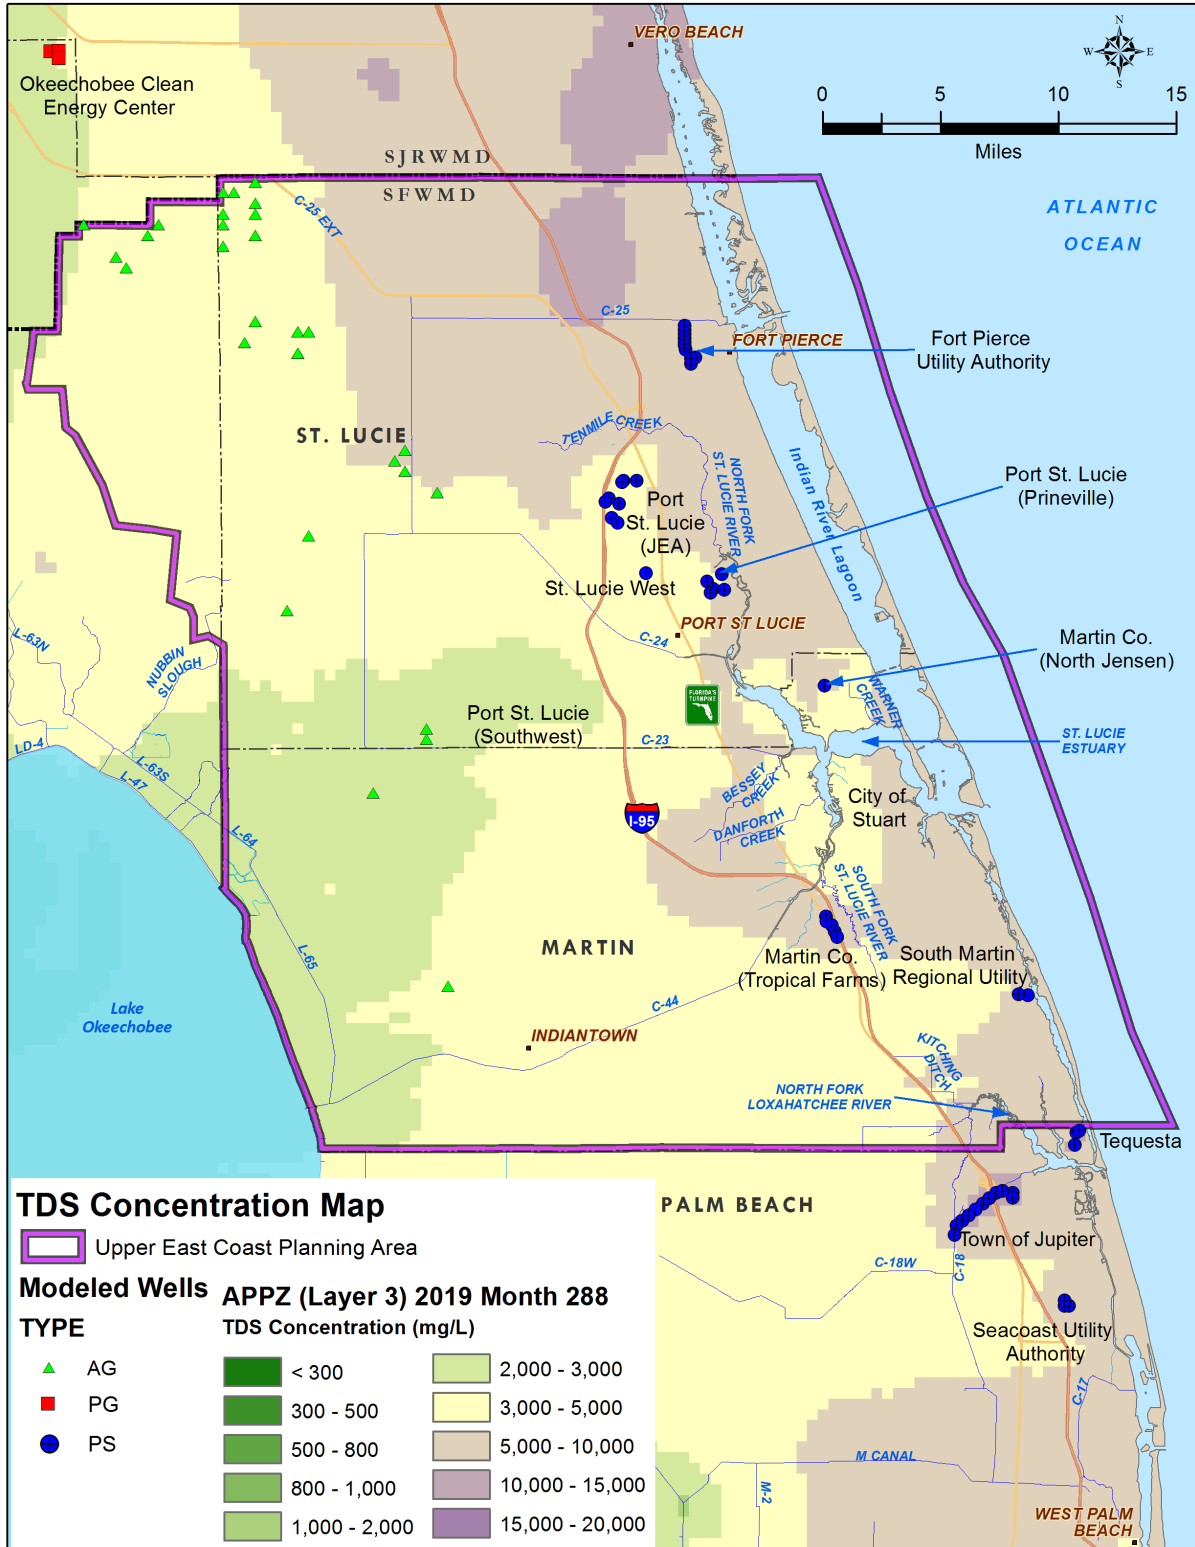 VERO BEACH
N
W
E
S
0
5
10
15
Miles
Okeechobee Clean
Energy Center
SJRWMD
SFWMD
C-25 EXT
ATLANTIC
OCEAN
C-25
FORT PIERCE
Fort Pierce
Utility Authority
ST. LUCIE
TENMILE CREEK
NORTH FORK
ST. LUCIE RIVER
Indian River Lagoon
Port St. Lucie
(Prineville)
Port
St. Lucie
(JEA)
St. Lucie West
PORT ST LUCIE
C-24
Martin Co.
(North Jensen)
L-63N
NUBBIN
SLOUGH
WARNER
CREEK
FLORIDA'S
TURNPIKE
Port St. Lucie
(Southwest)
C-23
ST. LUCIE
ESTUARY
LD-4
L-63S
L-47
BESSEY
CREEK
City of
Stuart
I-95
DANFORTH
CREEK
L-64
SOUTH FORK
ST. LUCIE RIVER
MARTIN
Martin Co.
(Tropical Farms)
South Martin
Regional Utility
L-65
Lake
Okeechobee
C-44
INDIANTOWN
KITCHING
DITCH
NORTH FORK
LOXAHATCHEE RIVER
Tequesta
PALM BEACH
Town of Jupiter
C-18W
C-18
Seacoast Utility
Authority
C-17
M CANAL
M-2
WEST PALM
BEACH
TDS Concentration Map
Upper East Coast Planning Area
Modeled Wells
TYPE
AG
PG
PS
APPZ (Layer 3) 2019 Month 288
TDS Concentration (mg/L)
< 300
300 - 500
500 - 800
800 - 1,000
1,000 - 2,000
2,000 - 3,000
3,000 - 5,000
5,000 - 10,000
10,000 - 15,000
15,000 - 20,000